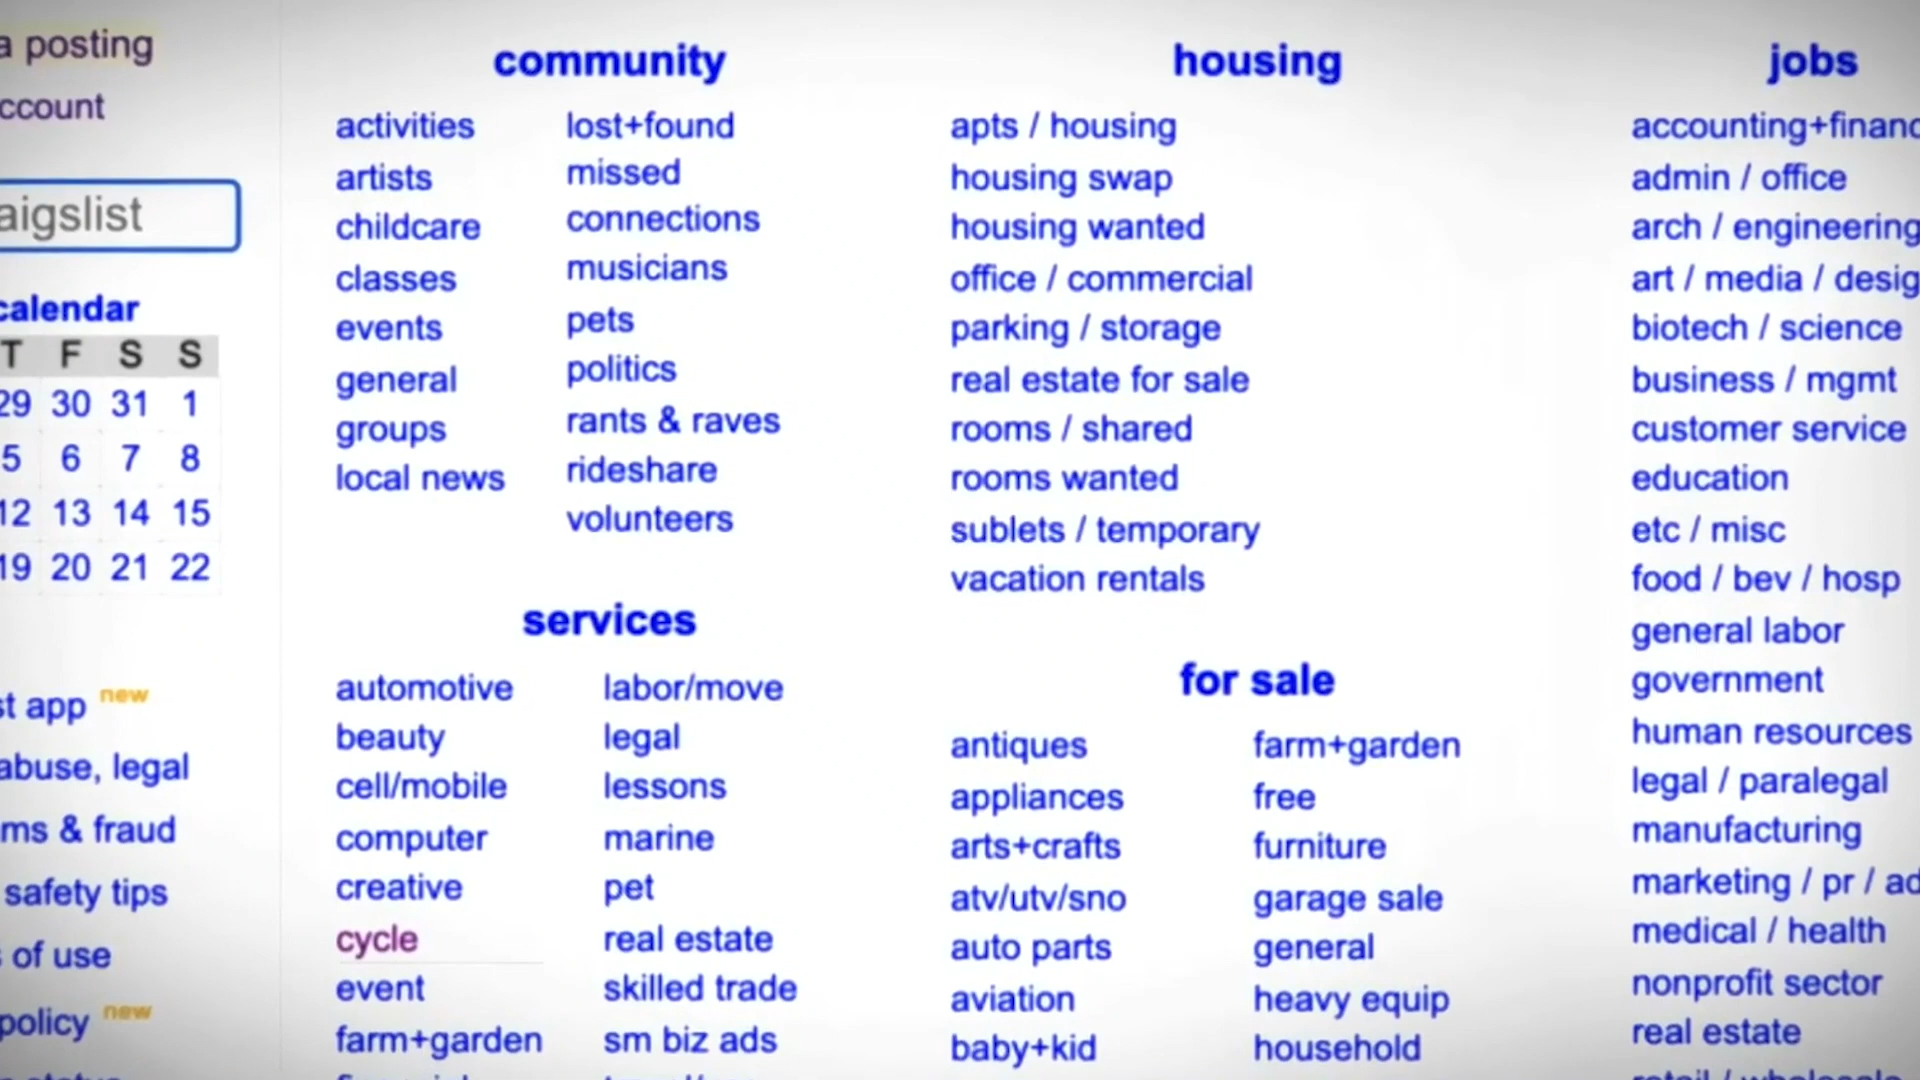 a posting
account
aigslist
calendar
T F S S
29 30 31 1
5 6 7 8
12 13 14 15
19 20 21 22
st app new
abuse, legal
ms & fraud
safety tips
s of use
policy new
community
activities
artists
childcare
classes
events
general
groups
local news
lost+found
missed
connections
musicians
pets
politics
rants & raves
rideshare
volunteers
services
automotive
beauty
cell/mobile
computer
creative
cycle
event
farm+garden
labor/move
legal
lessons
marine
pet
real estate
skilled trade
sm biz ads
housing
apts / housing
housing swap
housing wanted
office / commercial
parking / storage
real estate for sale
rooms / shared
rooms wanted
sublets / temporary
vacation rentals
for sale
antiques
appliances
arts+crafts
atv/utv/sno
auto parts
aviation
baby+kid
farm+garden
free
furniture
garage sale
general
heavy equip
household
jobs
accounting+financ
admin / office
arch / engineering
art / media / desig
biotech / science
business / mgmt
customer service
education
etc / misc
food / bev / hosp
general labor
government
human resources
legal / paralegal
manufacturing
marketing / pr / ad
medical / health
nonprofit sector
real estate